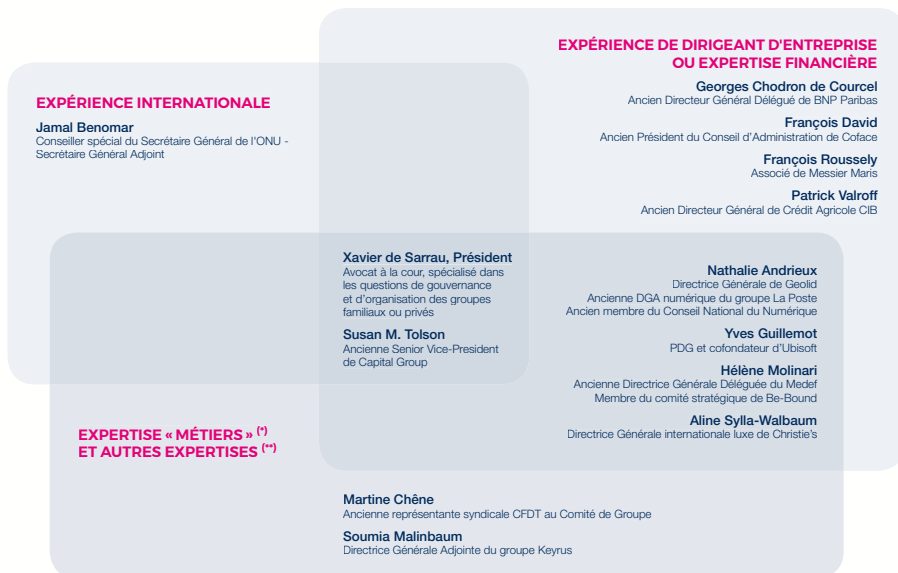 EXPÉRIENCE DE DIRIGEANT D'ENTREPRISE
OU EXPERTISE FINANCIÈRE
Georges Chodron de Courcel
Ancien Directeur Général Délégué de BNP Paribas
François David
Ancien Président du Conseil d'Administration de Coface
François Roussely
Associé de Messier Maris
Patrick Valroff
Ancien Directeur Général de Crédit Agricole CIB
EXPÉRIENCE INTERNATIONALE
Jamal Benomar
Conseiller spécial du Secrétaire Général de l'ONU -
Secrétaire Général Adjoint
Xavier de Sarrau, Président
Avocat à la cour, spécialisé dans
les questions de gouvernance
et d'organisation des groupes
familiaux ou privés
Susan M. Tolson
Ancienne Senior Vice-President
de Capital Group
Nathalie Andrieux
Directrice Générale de Geolid
Ancienne DGA numérique du groupe La Poste
Ancien membre du Conseil National du Numérique
Yves Guillemot
PDG et cofondateur d'Ubisoft
Hélène Molinari
Ancienne Directrice Générale Déléguée du Medef
Membre du comité stratégique de Be-Bound
Aline Sylla-Walbaum
Directrice Générale internationale luxe de Christie's
EXPERTISE « MÉTIERS » (*)
ET AUTRES EXPERTISES (**)
Martine Chêne
Ancienne représentante syndicale CFDT au Comité de Groupe
Soumia Malinbaum
Directrice Générale Adjointe du groupe Keyrus